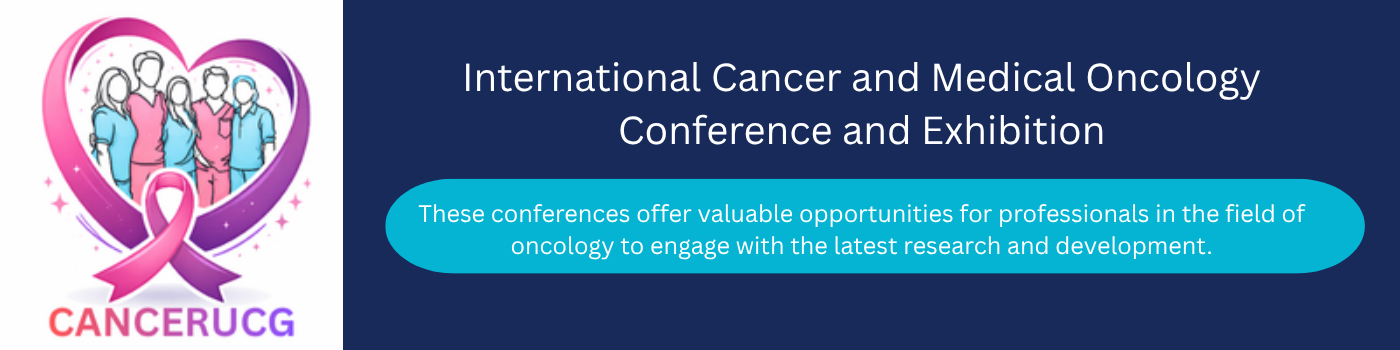 CANCERUCG
International Cancer and Medical Oncology
Conference and Exhibition
These conferences offer valuable opportunities for professionals in the field of
oncology to engage with the latest research and development.